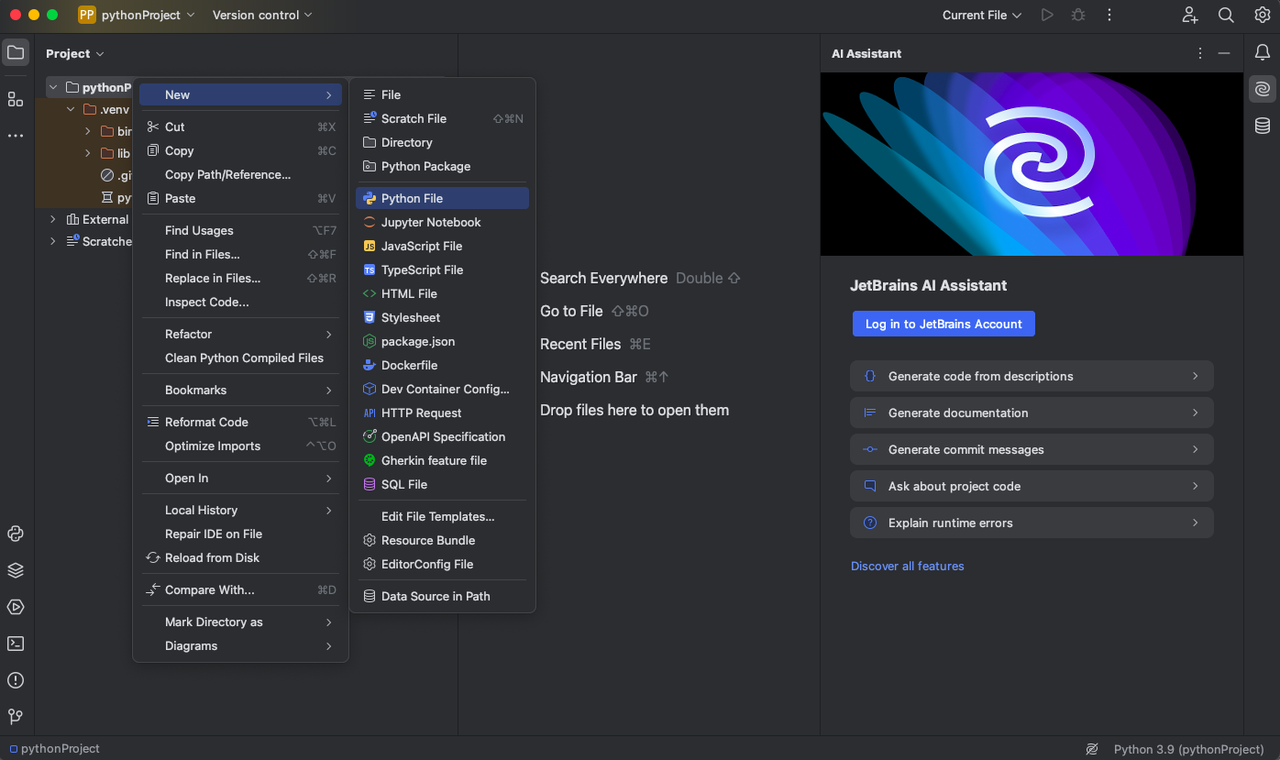 PP pythonProject
Version control
Current File
Project
pythonP
.venv
bin
lib
.gi
py
External
Scratche
New
Cut ⌘X
Copy ⌘C
Copy Path/Reference...
Paste ⌘V
Find Usages ⌥F7
Find in Files... ⇧⌘F
Replace in Files... ⇧⌘R
Inspect Code...
Refactor
Clean Python Compiled Files
Bookmarks
Reformat Code ⌥⌘L
Optimize Imports ^⌥O
Open In
Local History
Repair IDE on File
Reload from Disk
Compare With... ⌘D
Mark Directory as
Diagrams
File
Scratch File ⇧⌘N
Directory
Python Package
Python File
Jupyter Notebook
JS JavaScript File
TS TypeScript File
HTML File
Stylesheet
package.json
Dockerfile
Dev Container Config...
API HTTP Request
OpenAPI Specification
Gherkin feature file
SQL File
Edit File Templates...
Resource Bundle
EditorConfig File
Data Source in Path
Search Everywhere Double ⇧
Go to File ⇧⌘O
Recent Files ⌘E
Navigation Bar ⌘↑
Drop files here to open them
AI Assistant
JetBrains AI Assistant
Log in to JetBrains Account
Generate code from descriptions
Generate documentation
Generate commit messages
Ask about project code
Explain runtime errors
Discover all features
pythonProject
Python 3.9 (pythonProject)